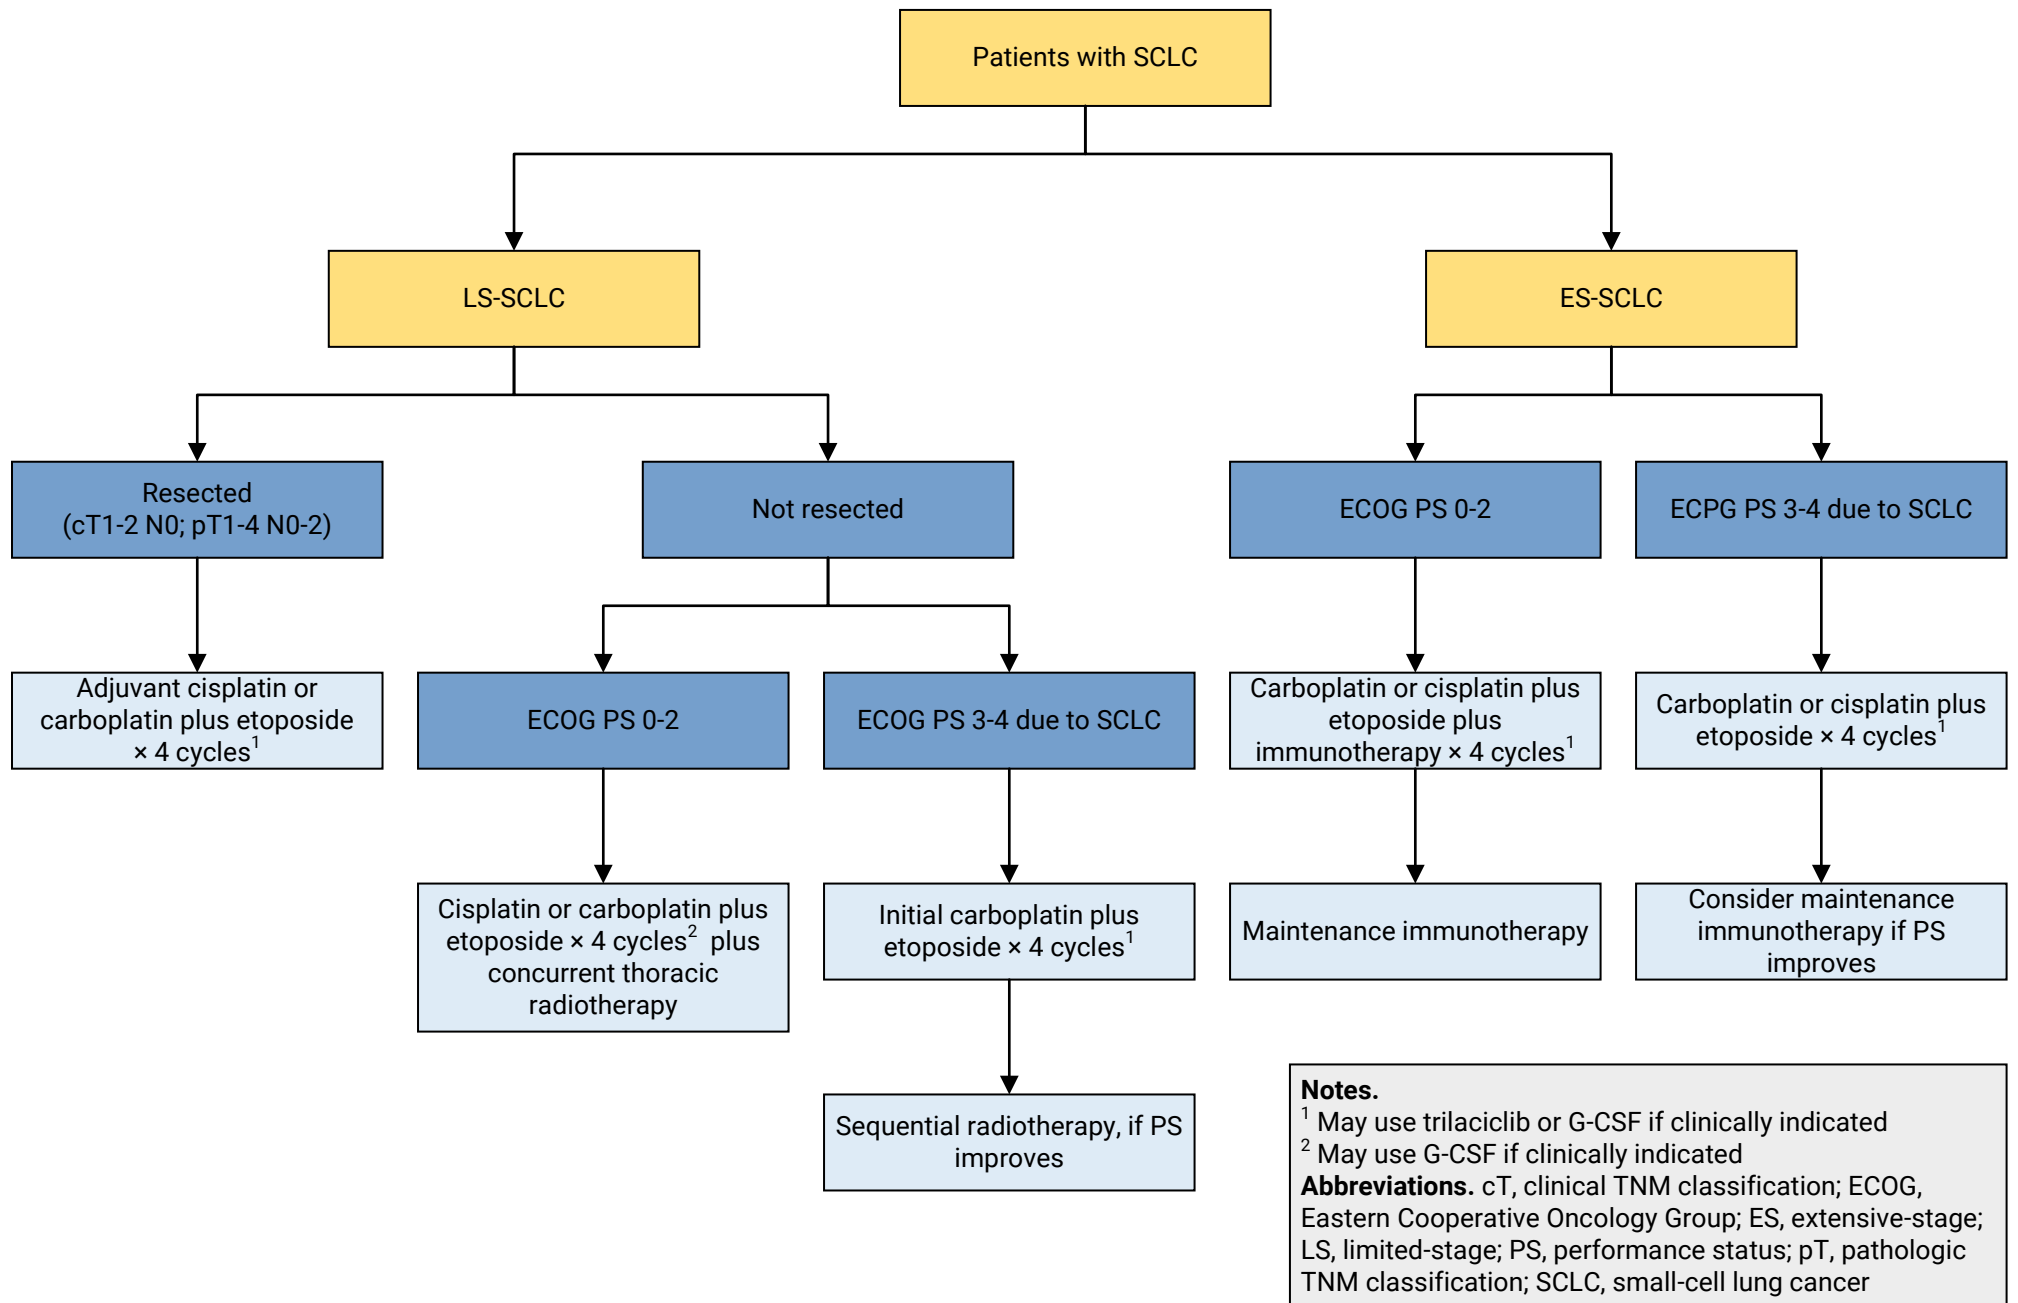 Patients with SCLC
LS-SCLC
ES-SCLC
Resected
(cT1-2 N0; pT1-4 N0-2)
Not resected
ECOG PS 0-2
ECPG PS 3-4 due to SCLC
Adjuvant cisplatin or
carboplatin plus etoposide
× 4 cycles¹
ECOG PS 0-2
ECOG PS 3-4 due to SCLC
Carboplatin or cisplatin plus
etoposide plus
immunotherapy × 4 cycles¹
Carboplatin or cisplatin plus
etoposide × 4 cycles¹
Cisplatin or carboplatin plus
etoposide × 4 cycles² plus
concurrent thoracic
radiotherapy
Initial carboplatin plus
etoposide × 4 cycles¹
Maintenance immunotherapy
Consider maintenance
immunotherapy if PS
improves
Sequential radiotherapy, if PS
improves
Notes.
¹ May use trilaciclib or G-CSF if clinically indicated
² May use G-CSF if clinically indicated
Abbreviations. cT, clinical TNM classification; ECOG,
Eastern Cooperative Oncology Group; ES, extensive-stage;
LS, limited-stage; PS, performance status; pT, pathologic
TNM classification; SCLC, small-cell lung cancer